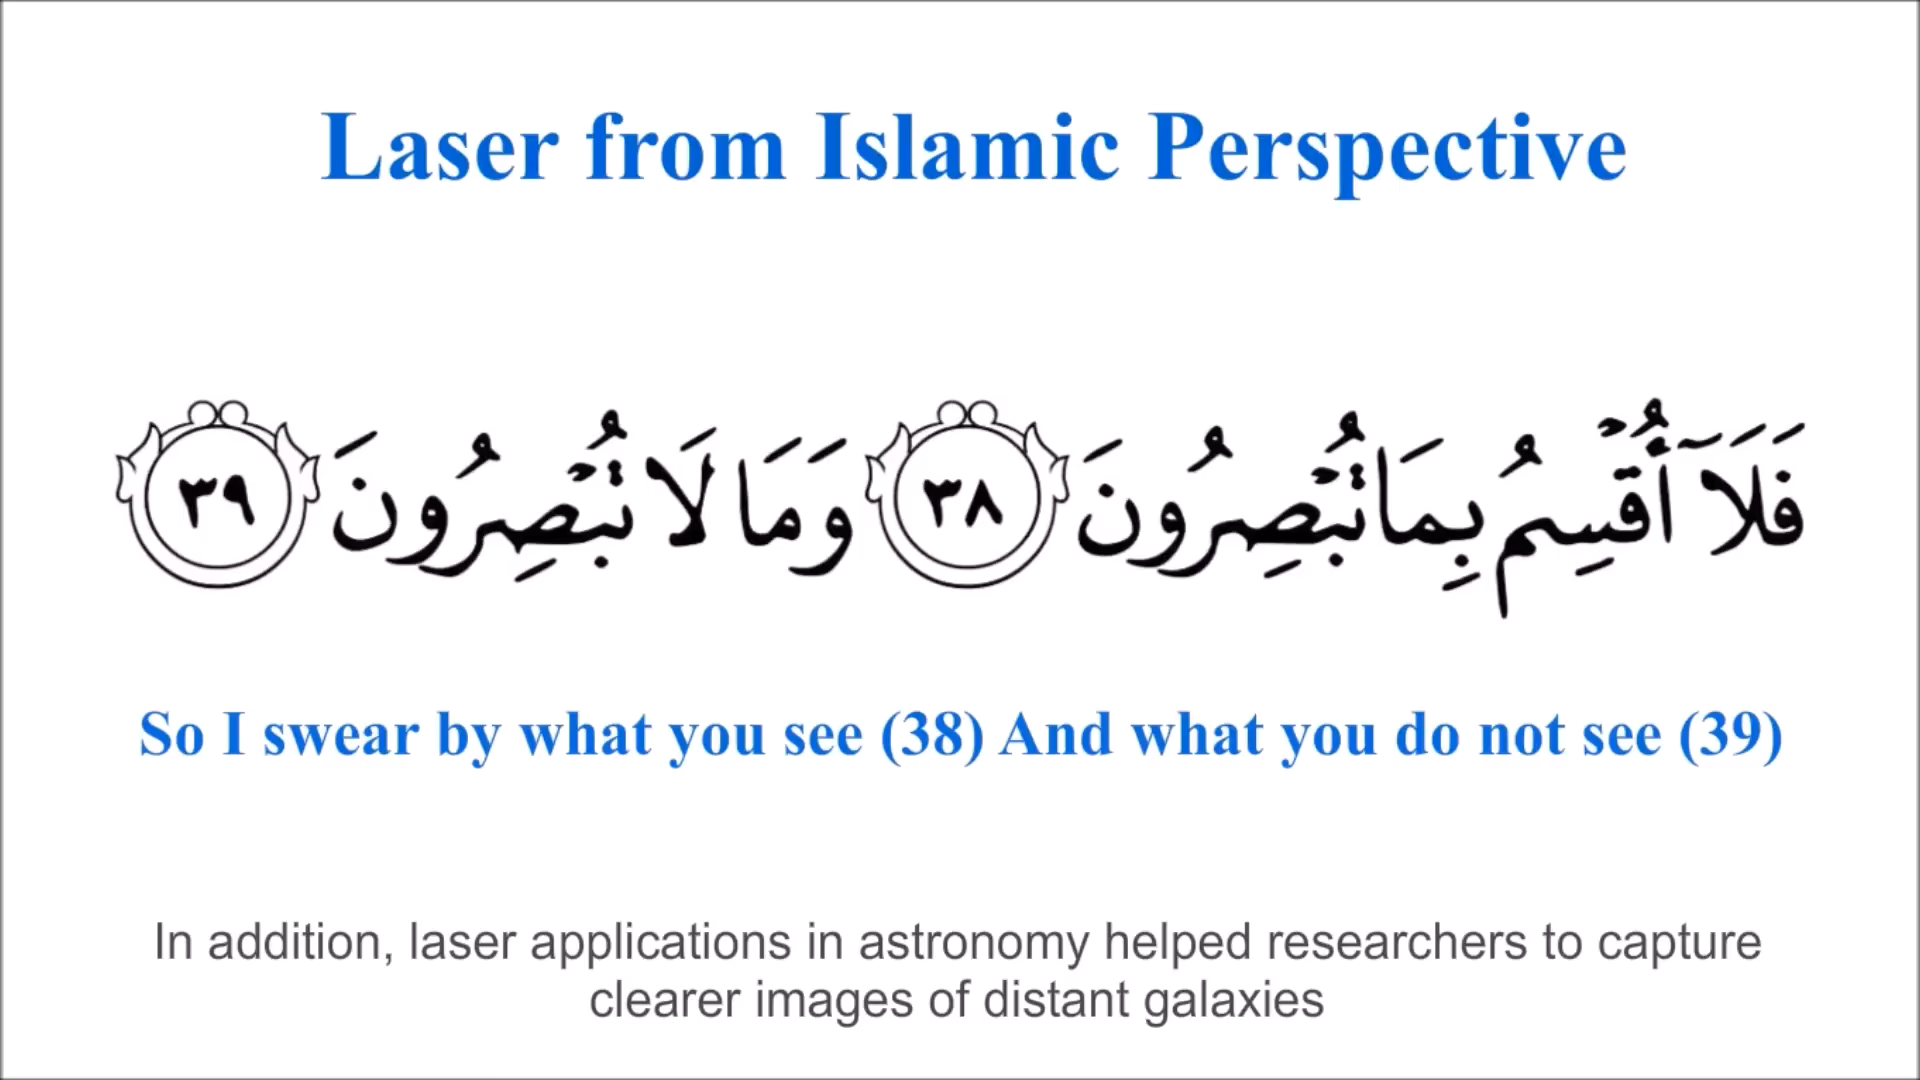 Laser from Islamic Perspective
فَلَآ أُقْسِمُ بِمَا تُبْصِرُونَ ٣٨ وَمَا لَا تُبْصِرُونَ ٣٩
So I swear by what you see (38) And what you do not see (39)
In addition, laser applications in astronomy helped researchers to capture
clearer images of distant galaxies